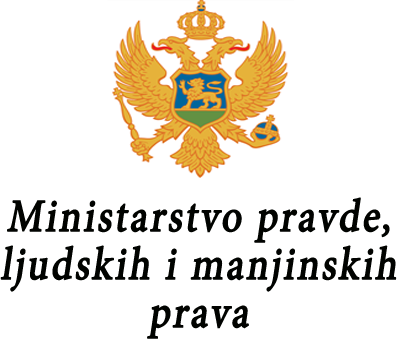 Ministarstvo pravde,
ljudskih i manjinskih
prava